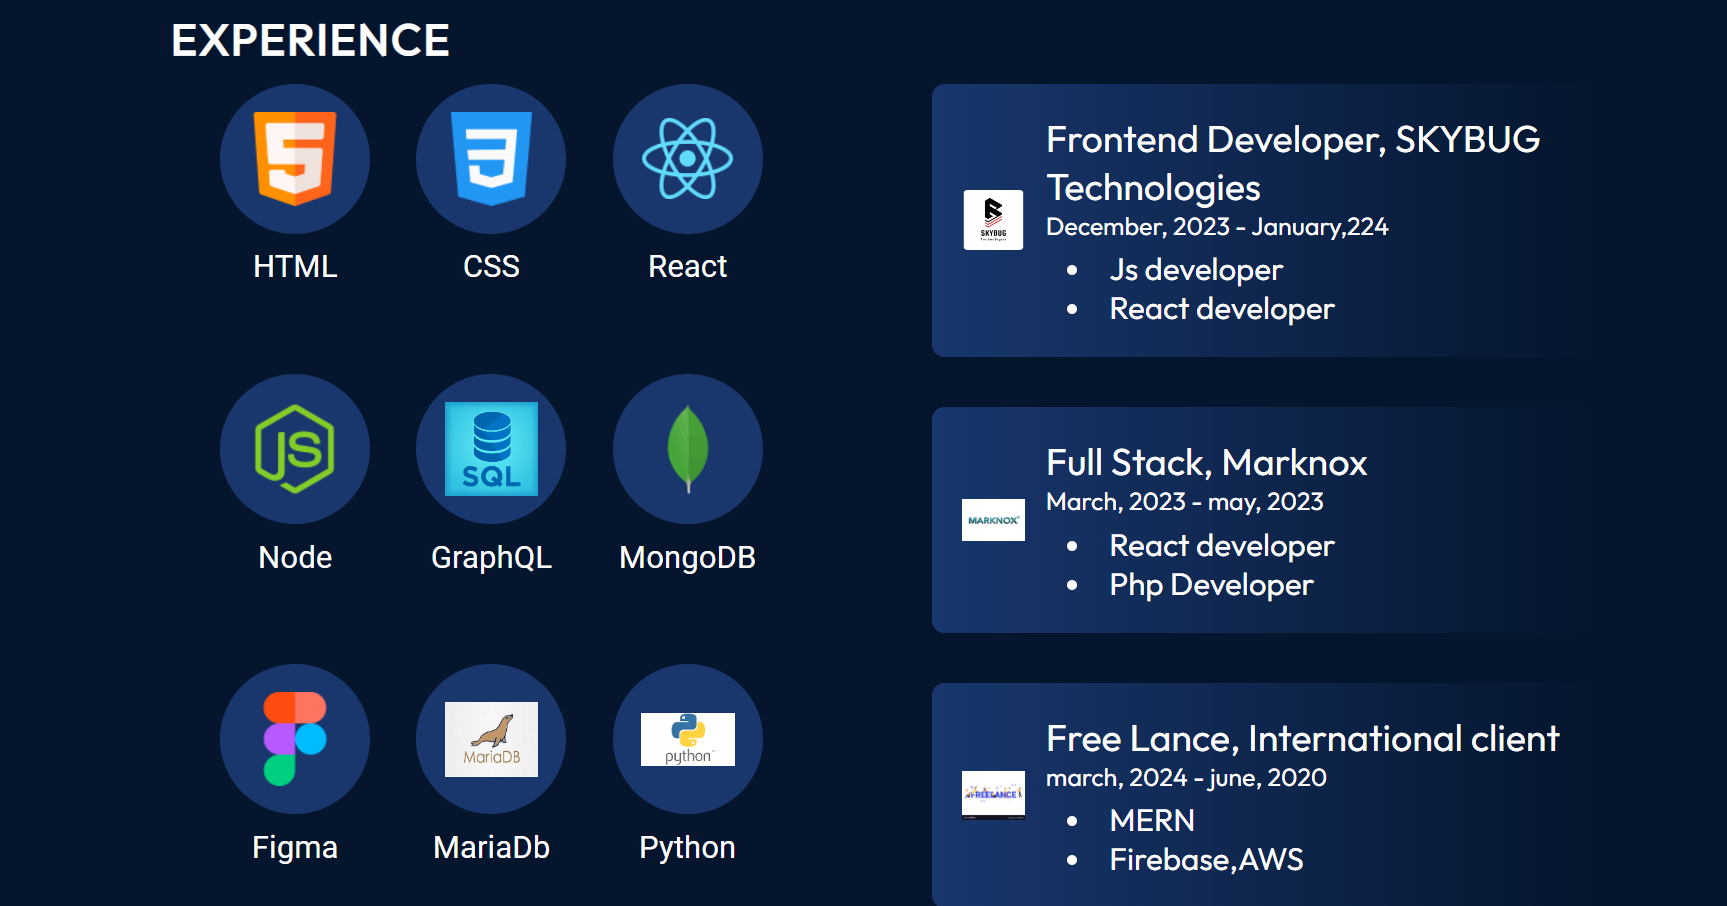 EXPERIENCE
HTML
CSS
React
SQL
Node
GraphQL
MongoDB
MariaDB
python
Figma
MariaDb
Python
Frontend Developer, SKYBUG
Technologies
December, 2023 - January,224
SKYBUG
Js developer
React developer
Full Stack, Marknox
March, 2023 - may, 2023
MARKNOX
React developer
Php Developer
Free Lance, International client
march, 2024 - june, 2020
FREELANCE
MERN
Firebase,AWS